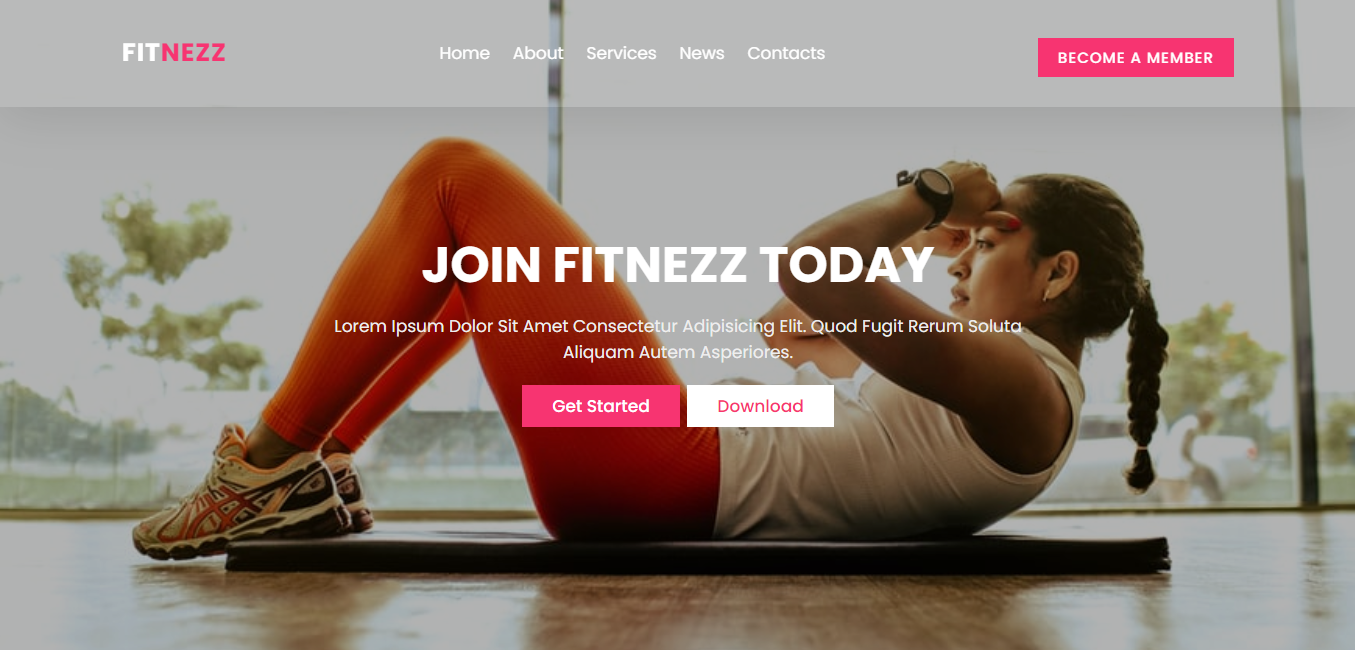 FITNEZZ
Home About Services News Contacts
BECOME A MEMBER
JOIN FITNEZZ TODAY
Lorem Ipsum Dolor Sit Amet Consectetur Adipisicing Elit. Quod Fugit Rerum Soluta
Aliquam Autem Asperiores.
Get Started
Download